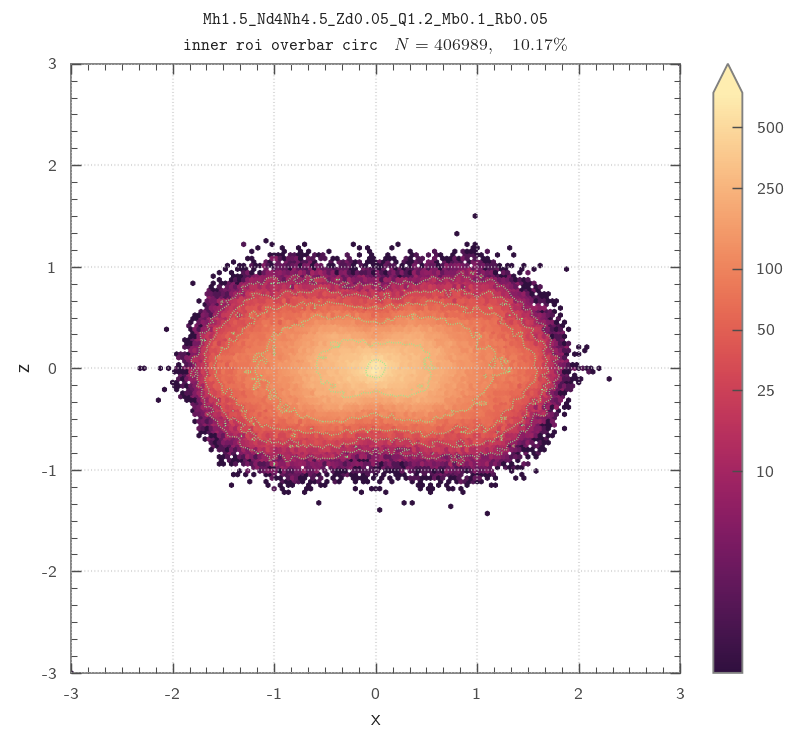 Mh1.5_Nd4Nh4.5_Zd0.05_Q1.2_Mb0.1_Rb0.05
inner roi overbar circ N = 406989, 10.17%
3
2
1
0
-1
-2
-3
z
-3 -2 -1 0 1 2 3
x
500
250
100
50
25
10